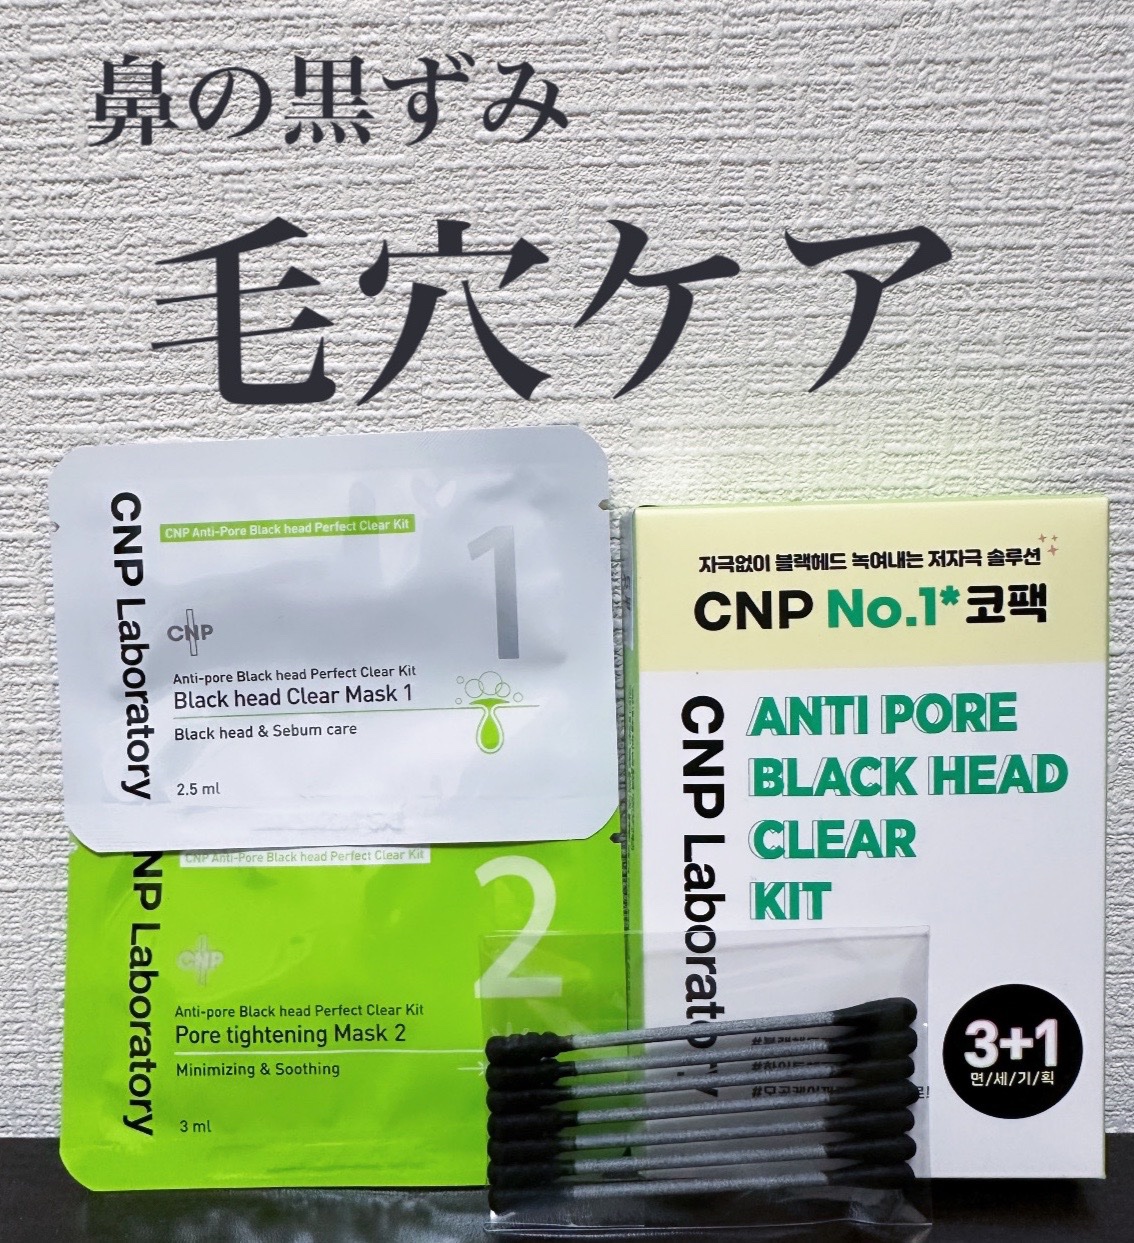 鼻の黒ずみ
毛穴ケア
CNP Laboratory
CNP Anti-Pore Black head Perfect Clear Kit
1
CNP
Anti-pore Black head Perfect Clear Kit
Black head Clear Mask 1
Black head & Sebum care
2.5 ml
NP Laboratory
CNP Anti-Pore Black head Perfect Clear Kit
2
CNP
Anti-pore Black head Perfect Clear Kit
Pore tightening Mask 2
Minimizing & Soothing
3 ml
자극없이 블랙헤드 녹여내는 저자극 솔루션
CNP No.1* 코팩
CNP Laborato
ANTI PORE
BLACK HEAD
CLEAR
KIT
3+1
면/세/기/획